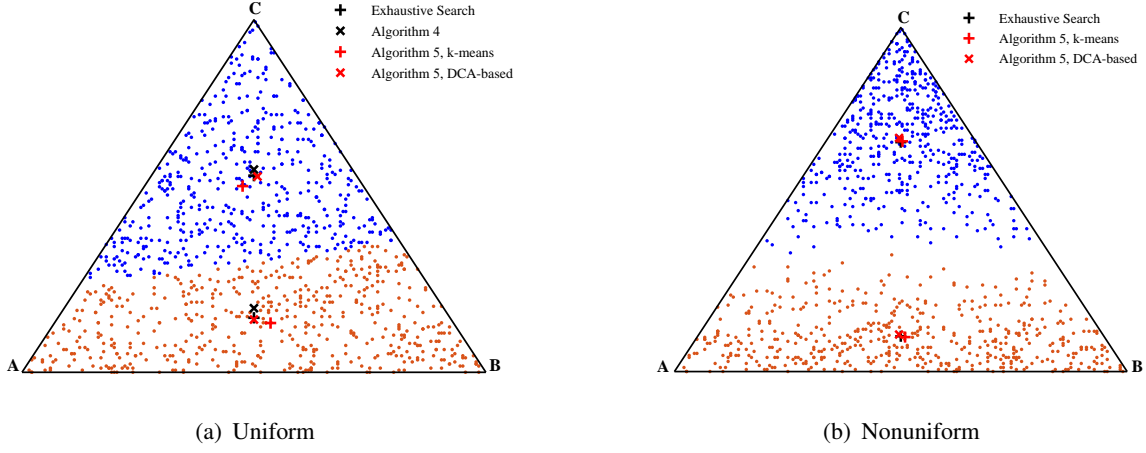 C
Exhaustive Search
Algorithm 4
Algorithm 5, k-means
Algorithm 5, DCA-based
A
B
(a) Uniform
C
Exhaustive Search
Algorithm 5, k-means
Algorithm 5, DCA-based
A
B
(b) Nonuniform